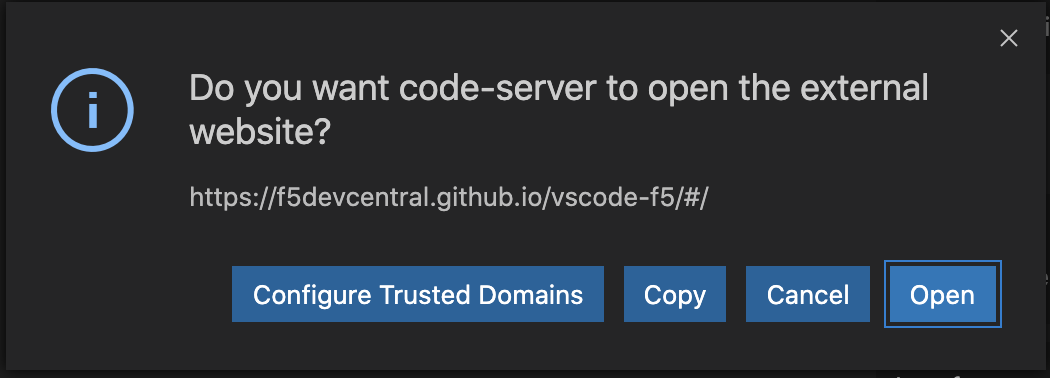 Do you want code-server to open the external
website?
https://f5devcentral.github.io/vscode-f5/#/
Configure Trusted Domains
Copy
Cancel
Open